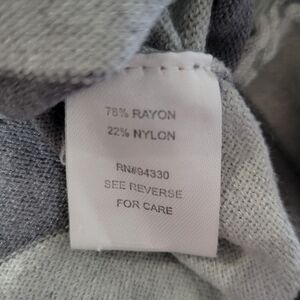 78% RAYON
22% NYLON
RN#94330
SEE REVERSE
FOR CARE